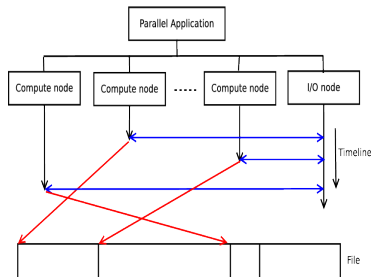 Parallel Application
Compute node
Compute node
Compute node
I/O node
Timeline
File